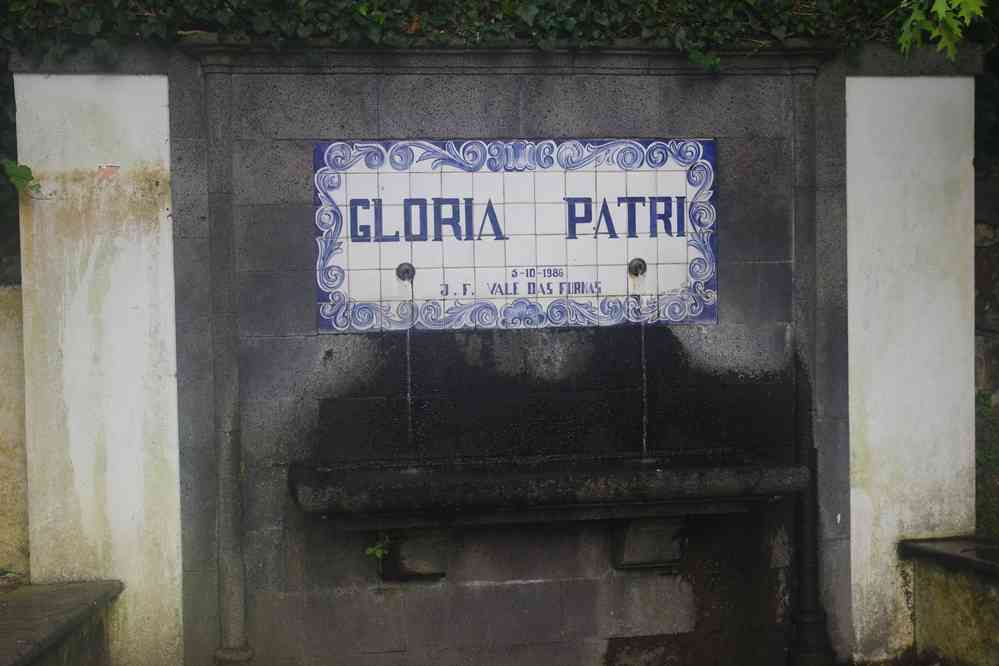 GLORIA PATRI
5-10-1986
J. F. VALE DAS FURNAS